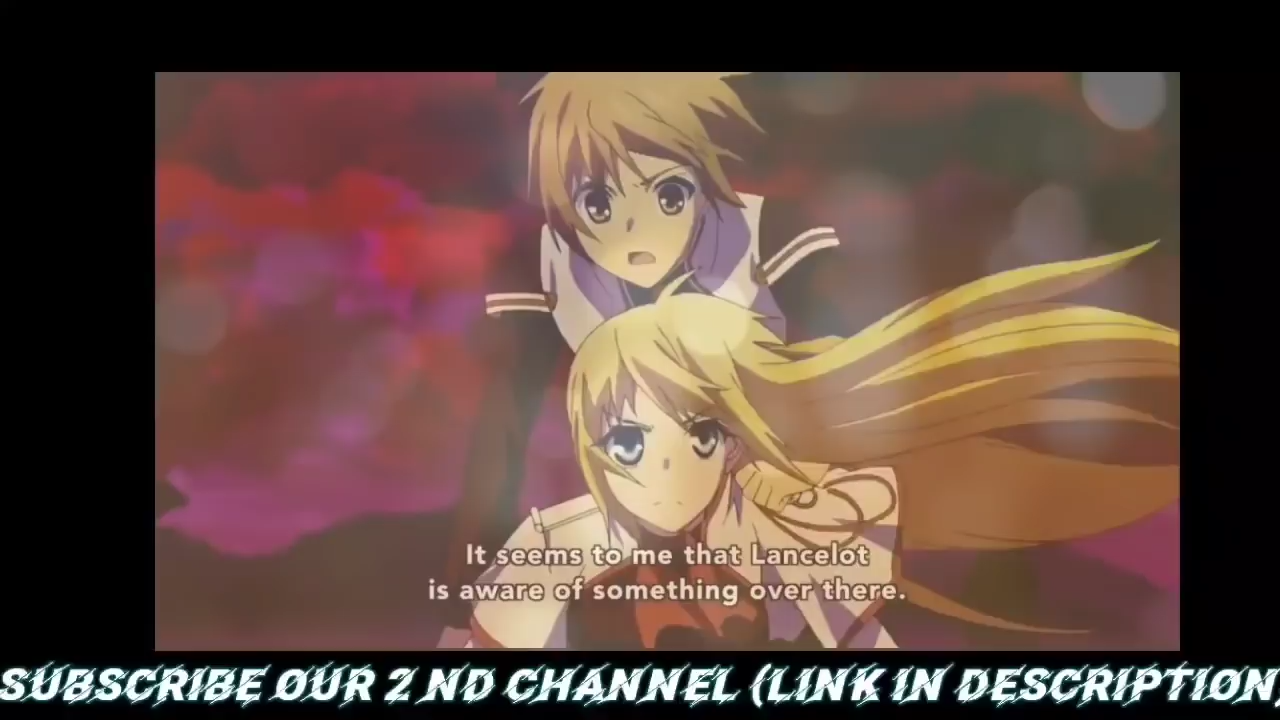 It seems to me that Lancelot
is aware of something over there.
SUBSCRIBE OUR 2 ND CHANNEL (LINK IN DESCRIPTION)